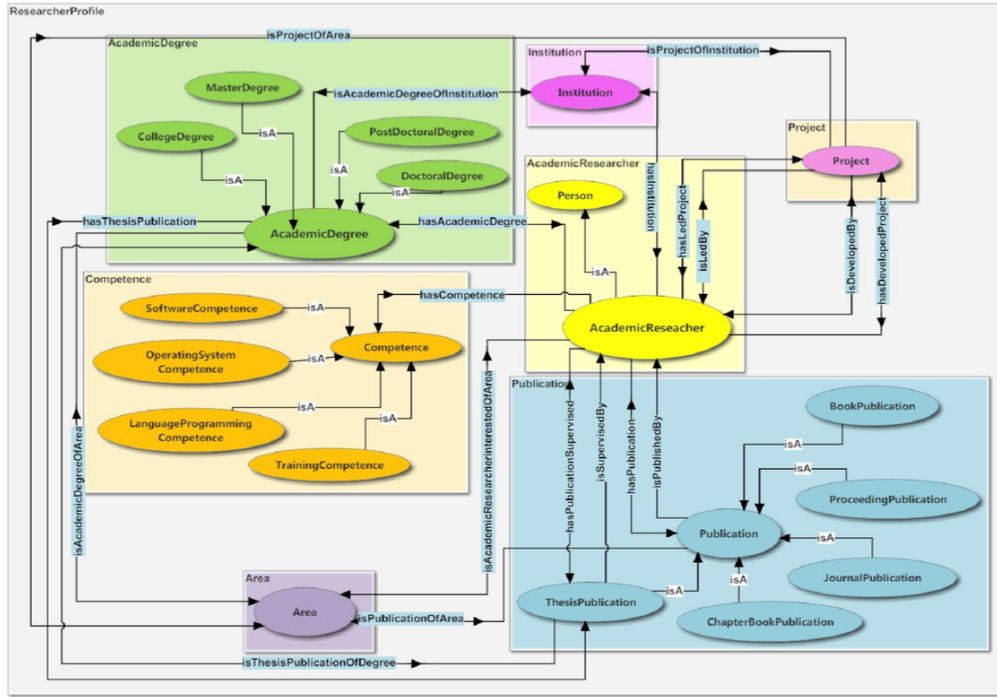 ResearcherProfile
isProjectOfArea
AcademicDegree
MasterDegree
isA
CollegeDegree
isA
PostDoctoralDegree
isA
DoctoralDegree
isA
AcademicDegree
isAcademicDegreeOfInstitution
Institution
Institution
isProjectOfInstitution
Project
Project
AcademicResearcher
Person
isA
AcademicReseacher
hasInstitution
hasLedProject
isLedBy
isDevelopedBy
hasDevelopedProject
hasThesisPublication
hasAcademicDegree
Competence
SoftwareCompetence
isA
OperatingSystem
Competence
isA
Competence
LanguageProgramming
Competence
isA
TrainingCompetence
isA
hasCompetence
isAcademicDegreeOfArea
isAcademicResearcherinterestedOfArea
hasPublicationSupervised
isSupervisedBy
hasPublication
isPublishedBy
Publication
BookPublication
isA
ProceedingPublication
isA
Publication
isA
JournalPublication
isA
ChapterBookPublication
ThesisPublication
isA
Area
Area
isPublicationOfArea
isThesisPublicationOfDegree